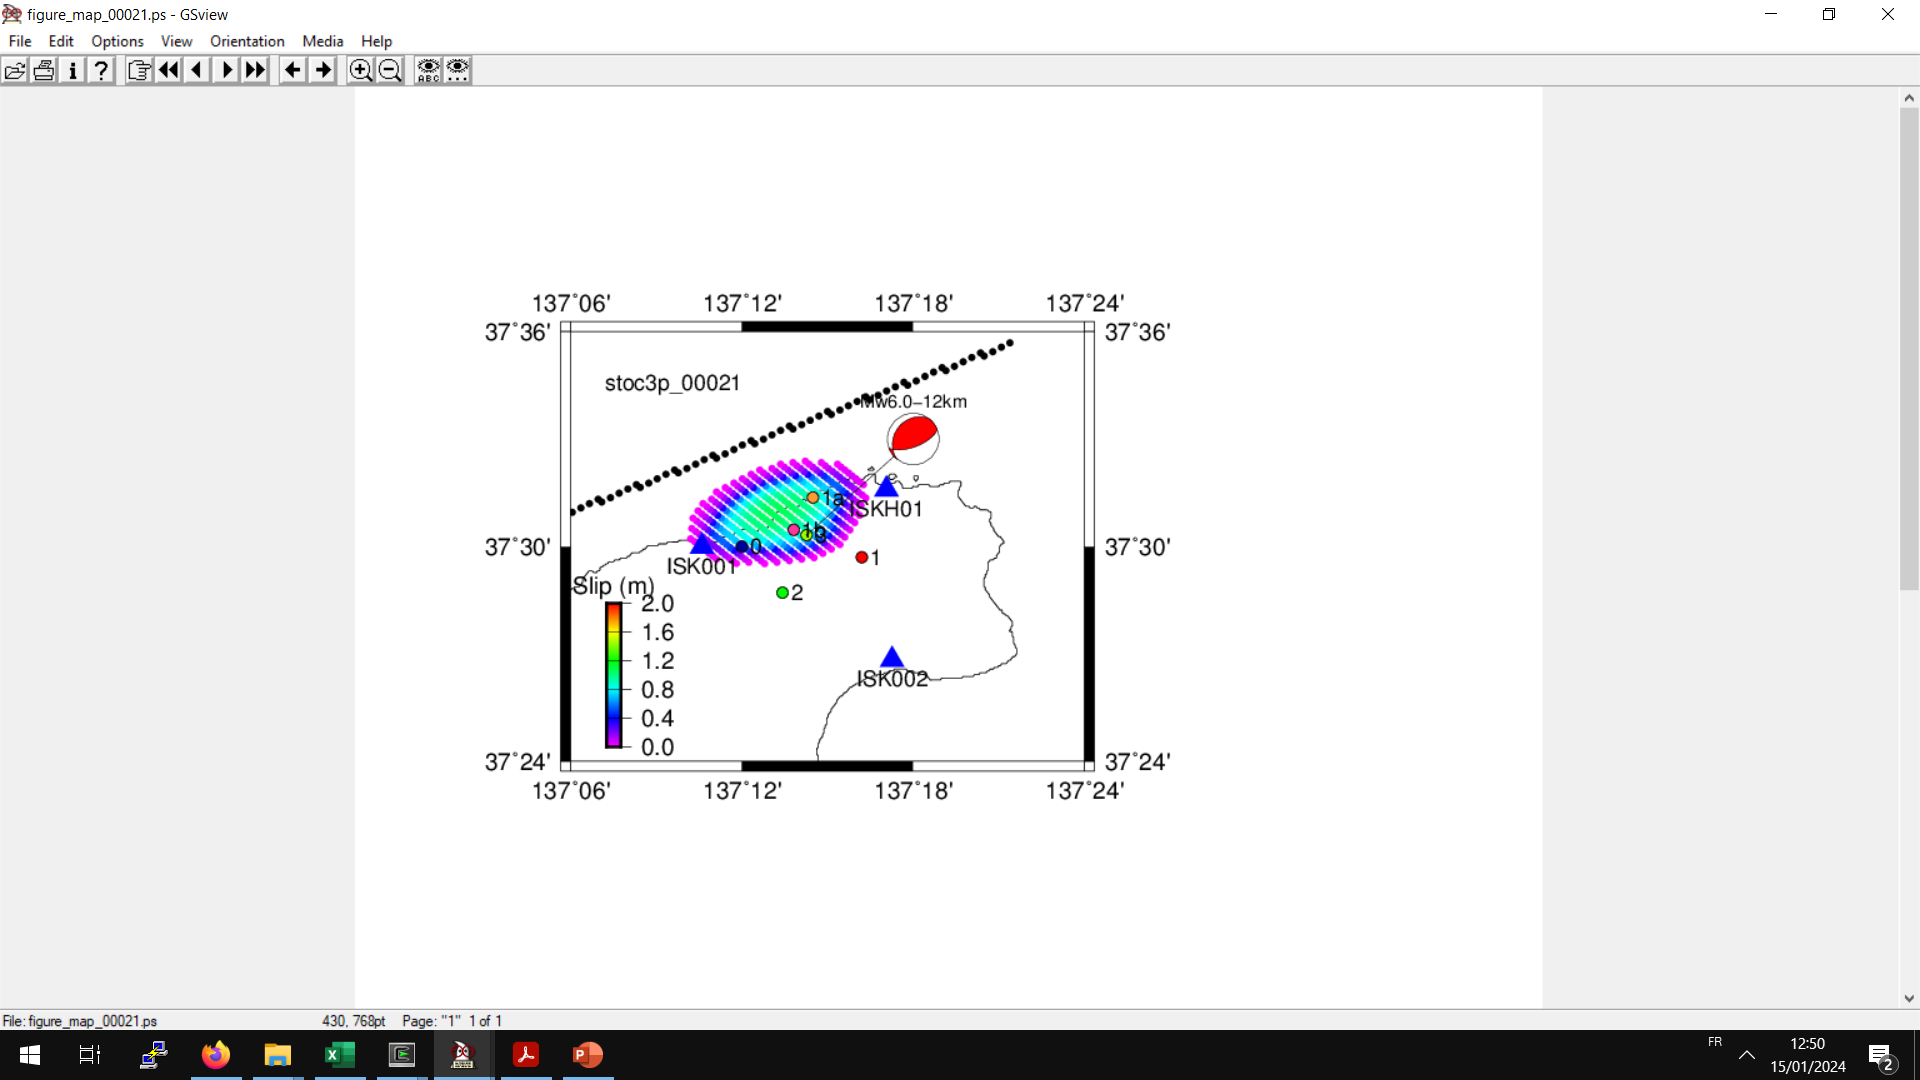 figure_map_00021.ps - GSview
File Edit Options View Orientation Media Help
ABC
137°06' 137°12' 137°18' 137°24'
37°36' 37°36'
stoc3p_00021
Mw6.0–12km
1a
ISKH01
1b
37°30' 0 37°30'
1
ISK001
Slip (m)
2
2.0
1.6
1.2
ISK002
0.8
0.4
0.0
37°24' 37°24'
137°06' 137°12' 137°18' 137°24'
File: figure_map_00021.ps 430, 768pt Page: "1" 1 of 1
FR
12:50
15/01/2024
2